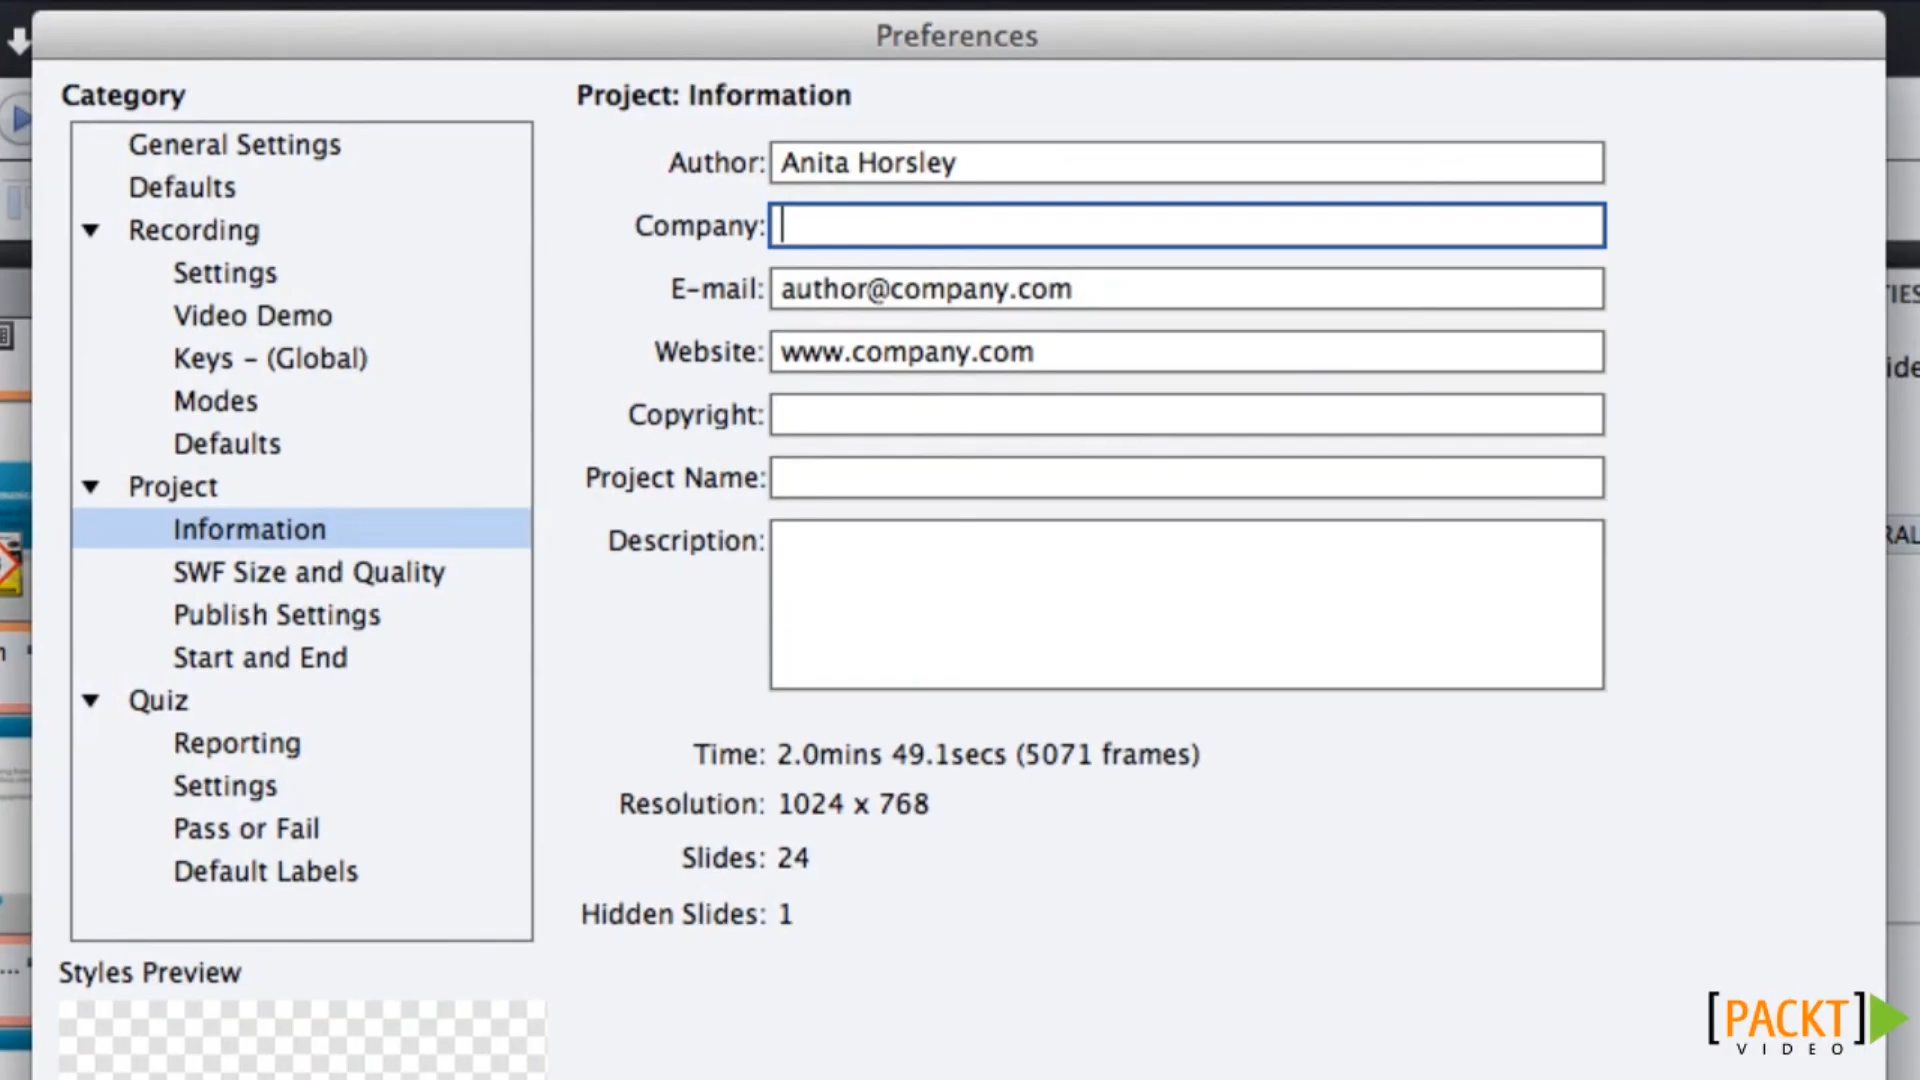 Preferences
Category
General Settings
Defaults
Recording
Settings
Video Demo
Keys - (Global)
Modes
Defaults
Project
Information
SWF Size and Quality
Publish Settings
Start and End
Quiz
Reporting
Settings
Pass or Fail
Default Labels
Styles Preview
Project: Information
Author: Anita Horsley
Company:
E-mail: author@company.com
Website: www.company.com
Copyright:
Project Name:
Description:
Time: 2.0mins 49.1secs (5071 frames)
Resolution: 1024 x 768
Slides: 24
Hidden Slides: 1
[PACKT]
VIDEO